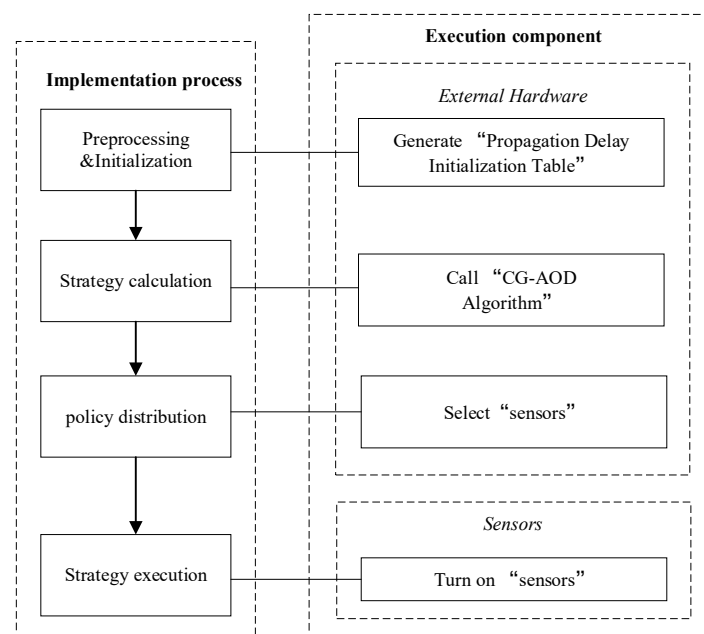 Execution component
Implementation process
External Hardware
Preprocessing
&Initialization
Generate “Propagation Delay
Initialization Table”
Strategy calculation
Call “CG-AOD
Algorithm”
policy distribution
Select “sensors”
Sensors
Strategy execution
Turn on “sensors”